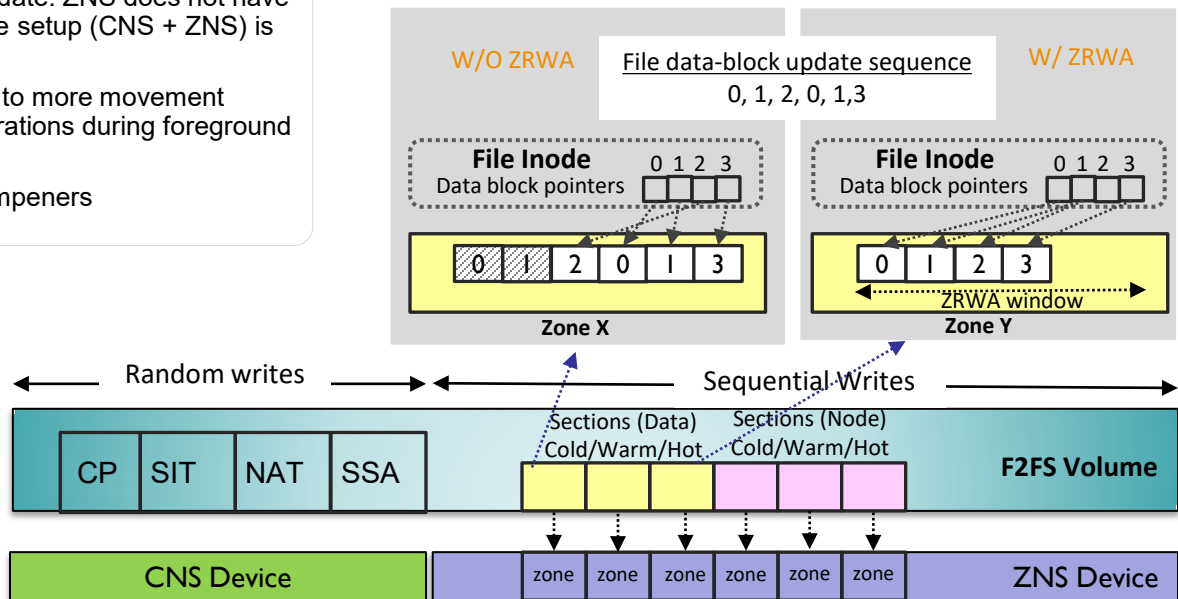 date. ZNS does not have
e setup (CNS + ZNS) is
to more movement
rations during foreground
mpeners
W/O ZRWA
File data-block update sequence
0, 1, 2, 0, 1,3
W/ ZRWA
File Inode
Data block pointers
0 1 2 3
0 1 2 0 1 3
Zone X
File Inode
Data block pointers
0 1 2 3
0 1 2 3
ZRWA window
Zone Y
Random writes
Sequential Writes
CP SIT NAT SSA
Sections (Data)
Cold/Warm/Hot
Sections (Node)
Cold/Warm/Hot
F2FS Volume
CNS Device
zone zone zone zone zone zone
ZNS Device